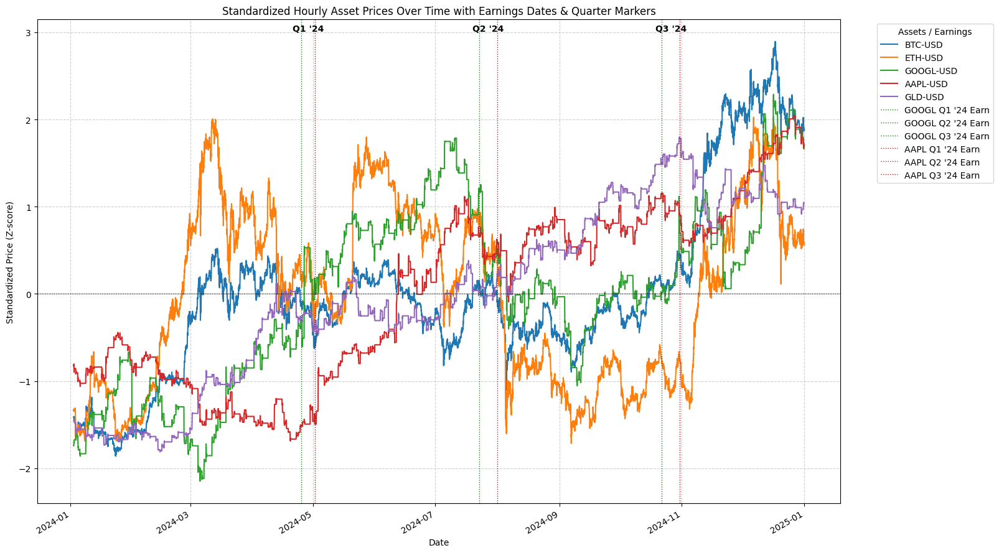 Standardized Hourly Asset Prices Over Time with Earnings Dates & Quarter Markers
Q1 '24
Q2 '24
Q3 '24
3
2
1
0
−1
−2
Standardized Price (Z-score)
2024-01
2024-03
2024-05
2024-07
2024-09
2024-11
2025-01
Date
Assets / Earnings
BTC-USD
ETH-USD
GOOGL-USD
AAPL-USD
GLD-USD
GOOGL Q1 '24 Earn
GOOGL Q2 '24 Earn
GOOGL Q3 '24 Earn
AAPL Q1 '24 Earn
AAPL Q2 '24 Earn
AAPL Q3 '24 Earn